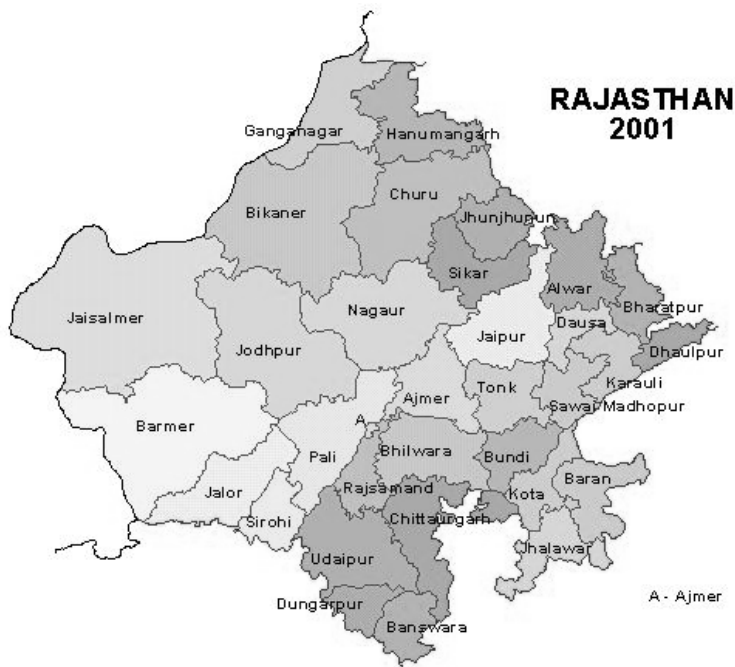 RAJASTHAN
2001
Ganganagar
Hanumangarh
Churu
Bikaner
Jhunjhunun
Sikar
Alwar
Bharatpur
Nagaur
Jaisalmer
Dausa
Jaipur
Jodhpur
Dhaulpur
Karauli
Tonk
Ajmer
Sawai Madhopur
A
Barmer
Bhilwara
Pali
Bundi
Baran
Rajsamand
Kota
Jalor
Chittaurgarh
Sirohi
Jhalawar
Udaipur
A - Ajmer
Dungarpur
Banswara